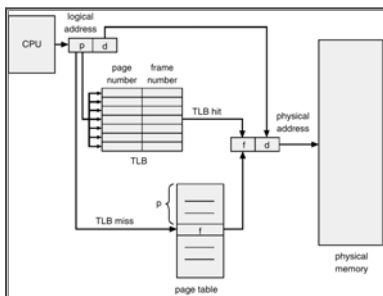 logical
address
CPU
p d
page
number
frame
number
TLB hit
physical
address
f d
TLB
p
TLB miss
f
page table
physical
memory